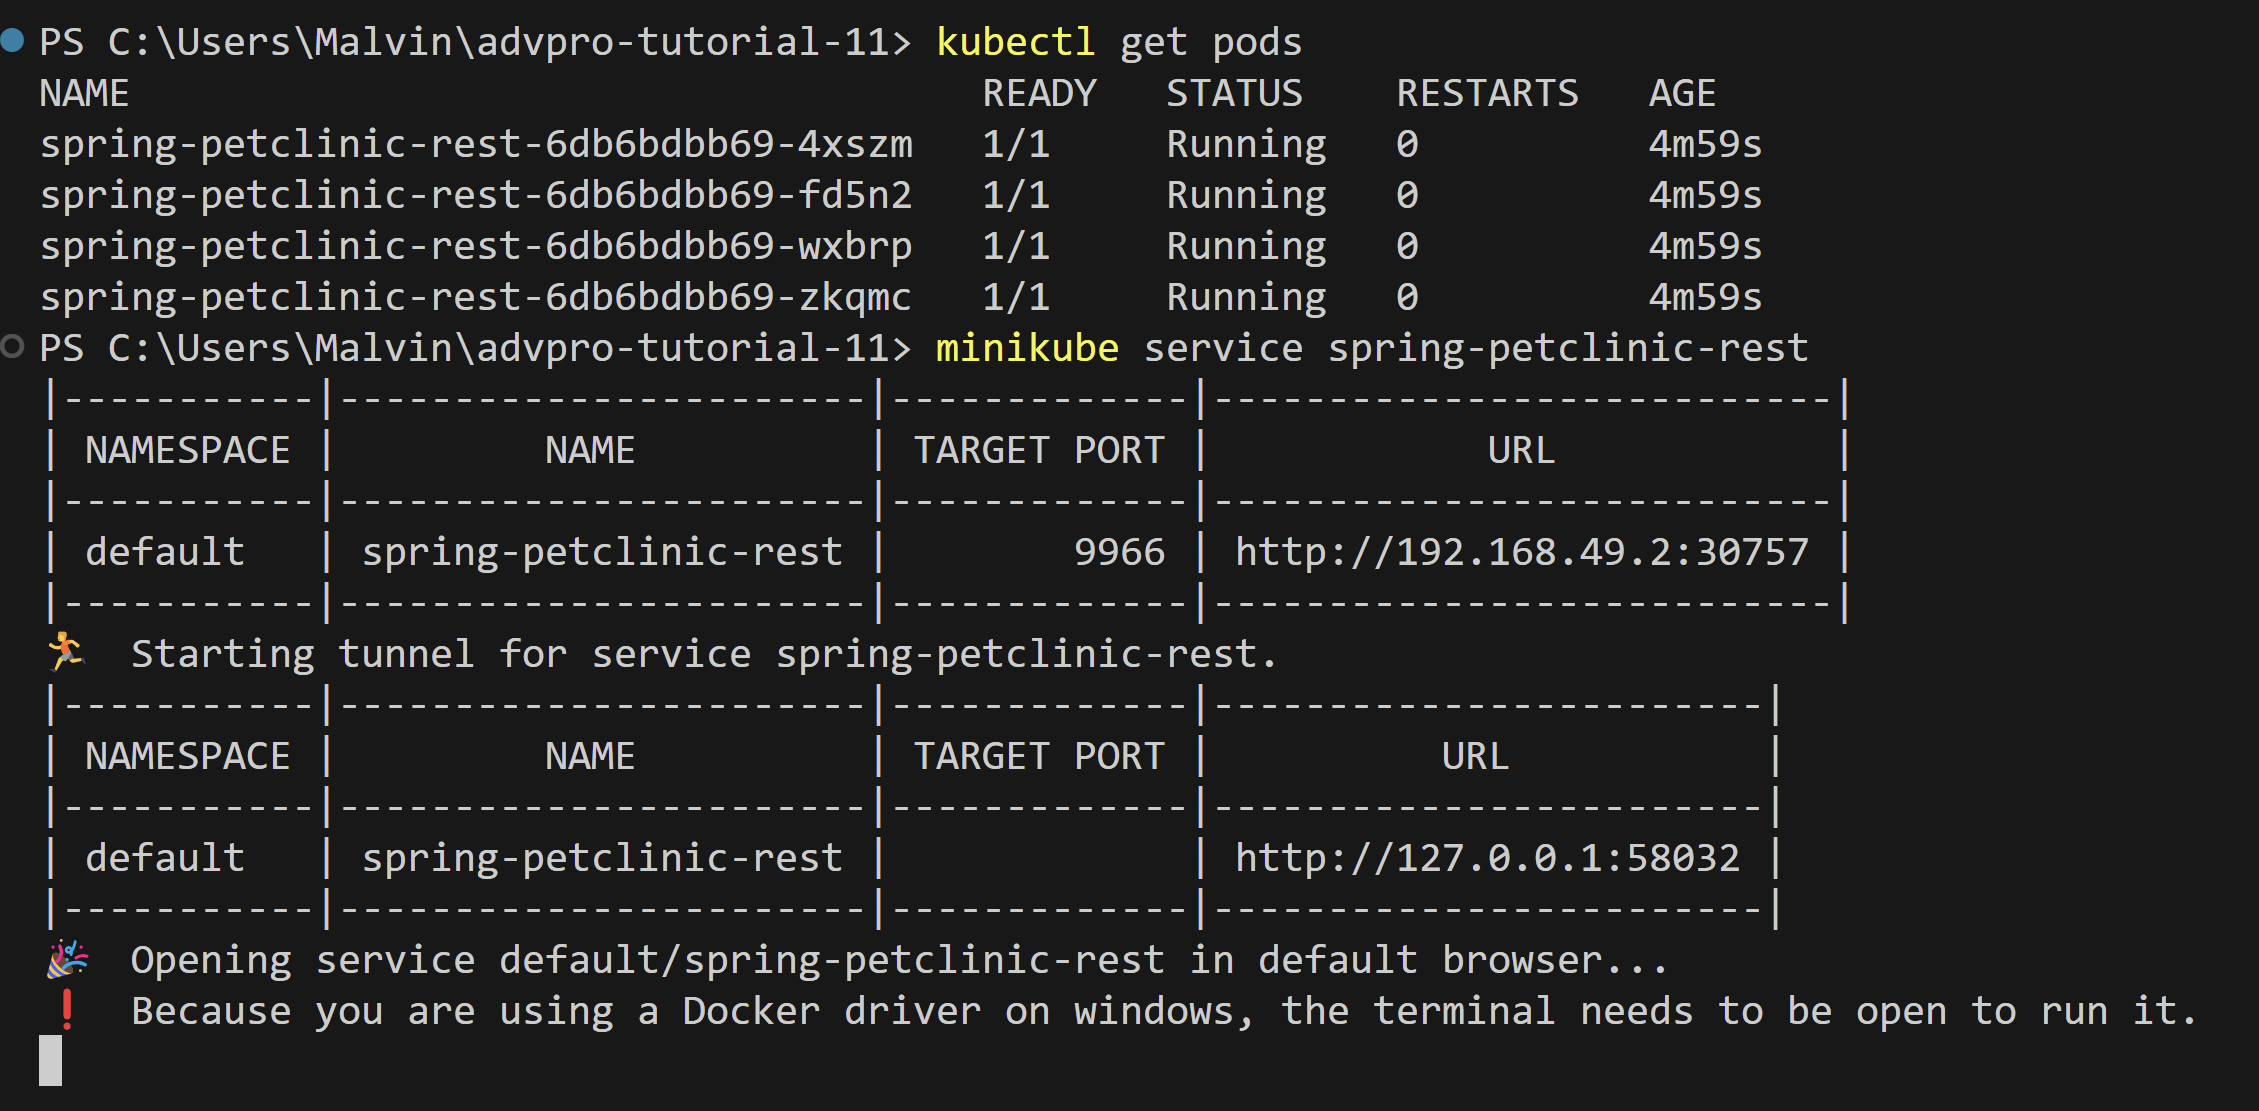 PS C:\Users\Malvin\advpro-tutorial-11> kubectl get pods
NAME                                     READY   STATUS    RESTARTS   AGE
spring-petclinic-rest-6db6bdbb69-4xszm   1/1     Running   0          4m59s
spring-petclinic-rest-6db6bdbb69-fd5n2   1/1     Running   0          4m59s
spring-petclinic-rest-6db6bdbb69-wxbrp   1/1     Running   0          4m59s
spring-petclinic-rest-6db6bdbb69-zkqmc   1/1     Running   0          4m59s
PS C:\Users\Malvin\advpro-tutorial-11> minikube service spring-petclinic-rest
|-----------|-----------------------|-------------|---------------------------|
| NAMESPACE |         NAME          | TARGET PORT |            URL            |
|-----------|-----------------------|-------------|---------------------------|
| default   | spring-petclinic-rest |        9966 | http://192.168.49.2:30757 |
|-----------|-----------------------|-------------|---------------------------|
🏃  Starting tunnel for service spring-petclinic-rest.
|-----------|-----------------------|-------------|------------------------|
| NAMESPACE |         NAME          | TARGET PORT |          URL           |
|-----------|-----------------------|-------------|------------------------|
| default   | spring-petclinic-rest |             | http://127.0.0.1:58032 |
|-----------|-----------------------|-------------|------------------------|
🎉  Opening service default/spring-petclinic-rest in default browser...
❗  Because you are using a Docker driver on windows, the terminal needs to be open to run it.